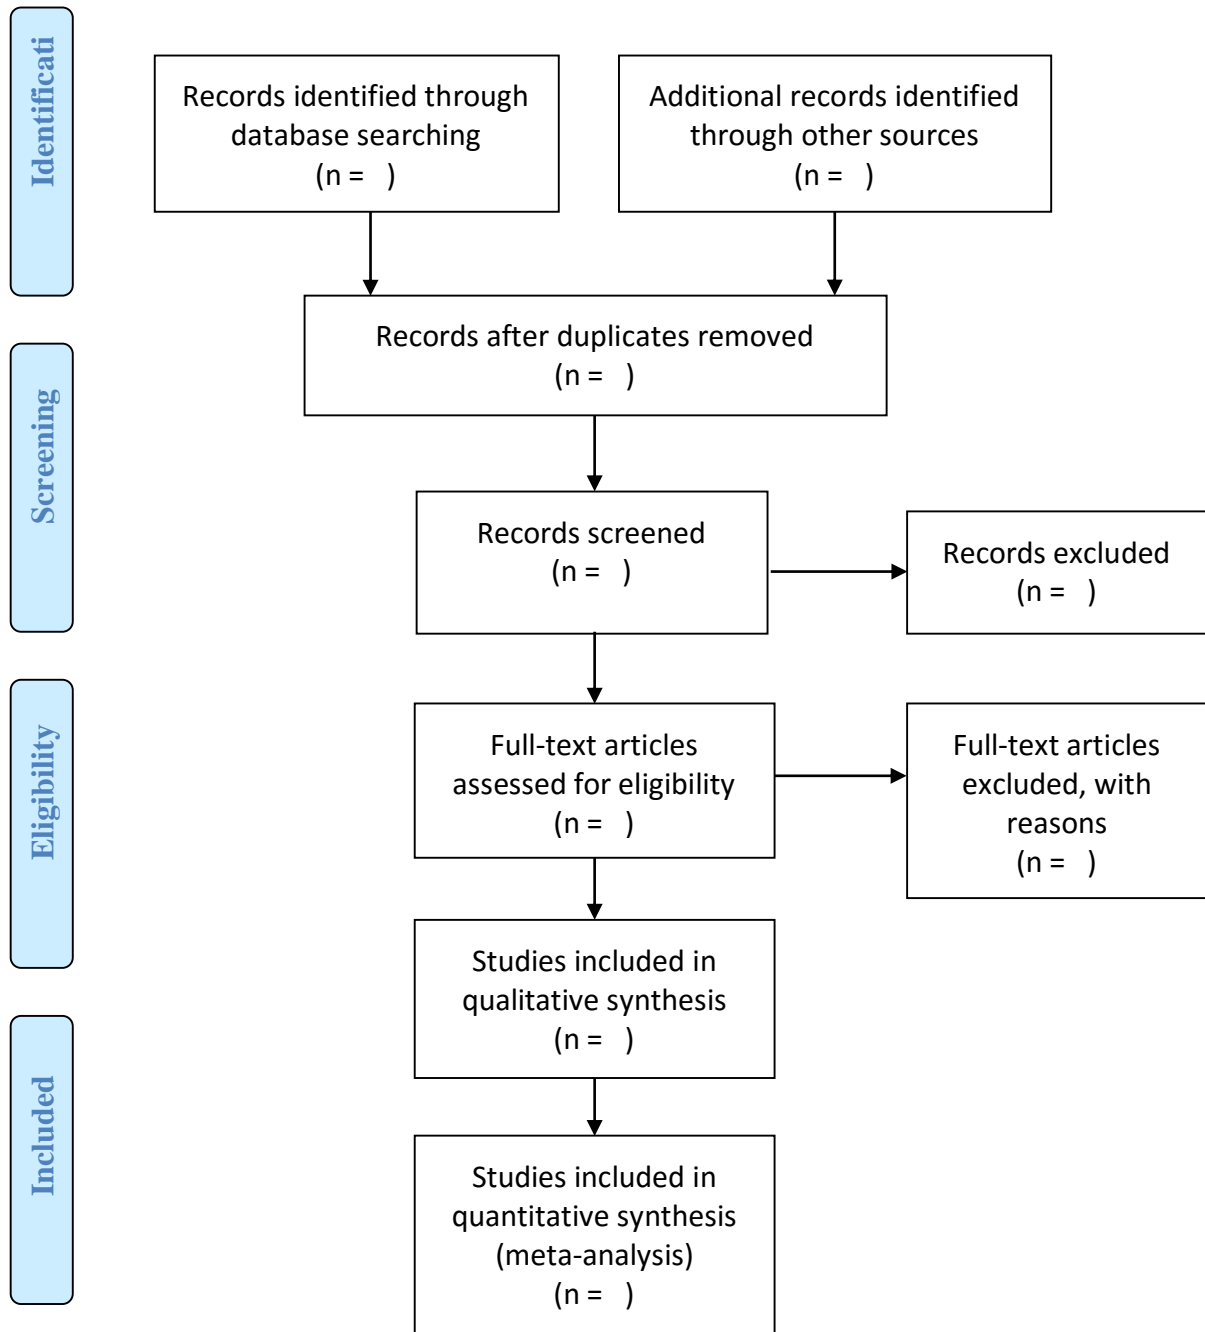 Identificati
Records identified through
database searching
(n =   )
Additional records identified
through other sources
(n =   )
Records after duplicates removed
(n =   )
Screening
Records screened
(n =   )
Records excluded
(n =   )
Eligibility
Full-text articles
assessed for eligibility
(n =   )
Full-text articles
excluded, with
reasons
(n =   )
Studies included in
qualitative synthesis
(n =   )
Included
Studies included in
quantitative synthesis
(meta-analysis)
(n =   )